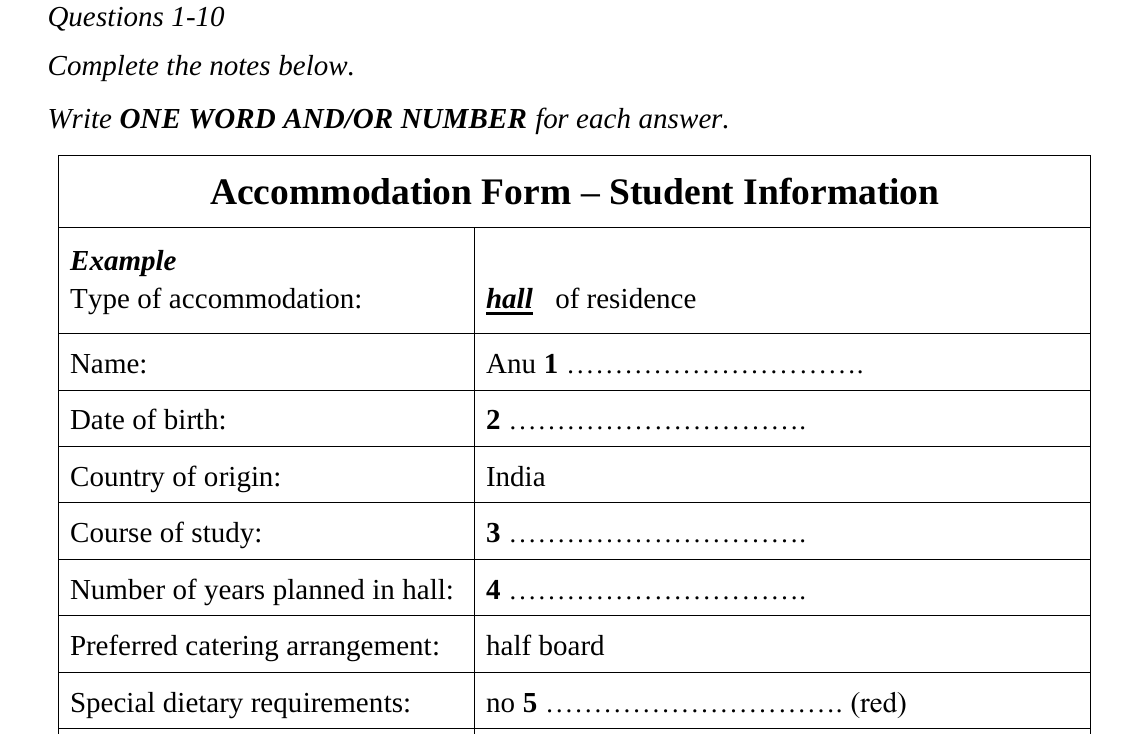 Questions 1-10
Complete the notes below.
Write ONE WORD AND/OR NUMBER for each answer.
Accommodation Form – Student Information
Example
Type of accommodation: hall of residence
Name: Anu 1 …………………………. 
Date of birth: 2 ………………………….
Country of origin: India
Course of study: 3 ………………………….
Number of years planned in hall: 4 ………………………….
Preferred catering arrangement: half board
Special dietary requirements: no 5 …………………………. (red)